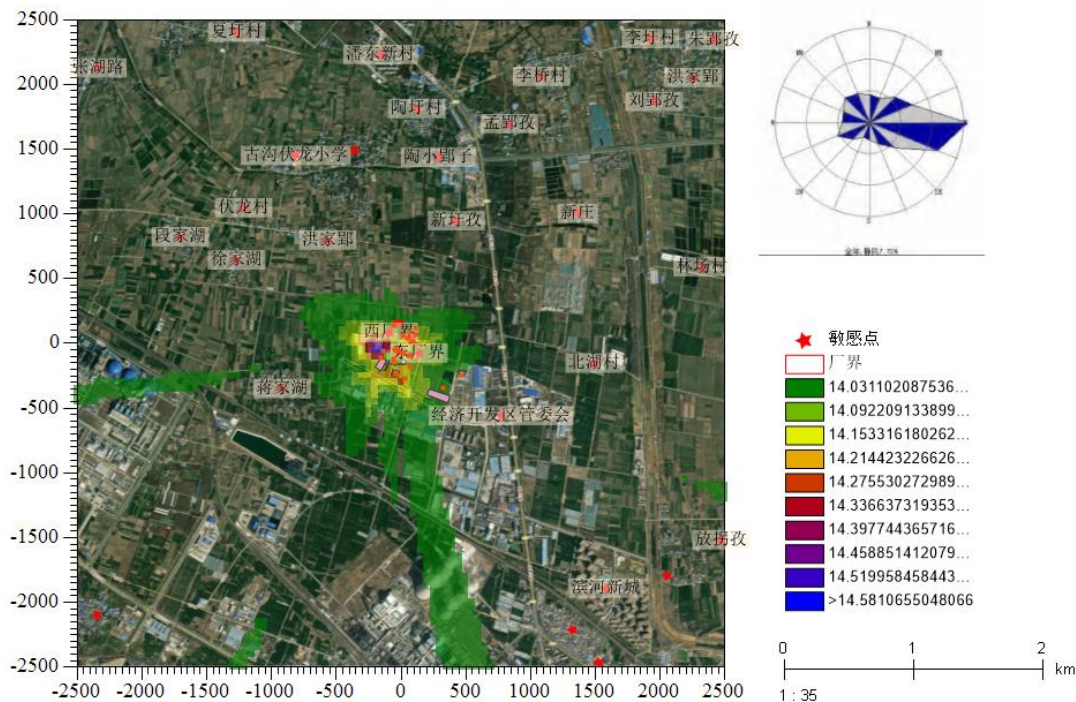 2500
2000
1500
1000
500
0
-500
-1000
-1500
-2000
-2500
-2500 -2000 -1500 -1000 -500 0 500 1000 1500 2000 2500
夏圩村
潘东新村
李圩村
朱郢孜
张湖路
李桥村
洪家郢
陶圩村
刘郢孜
孟郢孜
古沟伏龙小学
陶小郢子
伏龙村
新圩孜
新庄
段家湖
洪家郢
徐家湖
林场村
西厂界
东厂界
北湖村
蒋家湖
经济开发区管委会
放拐孜
滨河新城
敏感点
厂界
14.031102087536...
14.092209133899...
14.153316180262...
14.214423226626...
14.275530272989...
14.336637319353...
14.397744365716...
14.458851412079...
14.519958458443...
>14.5810655048066
0 1 2
km
1 : 35